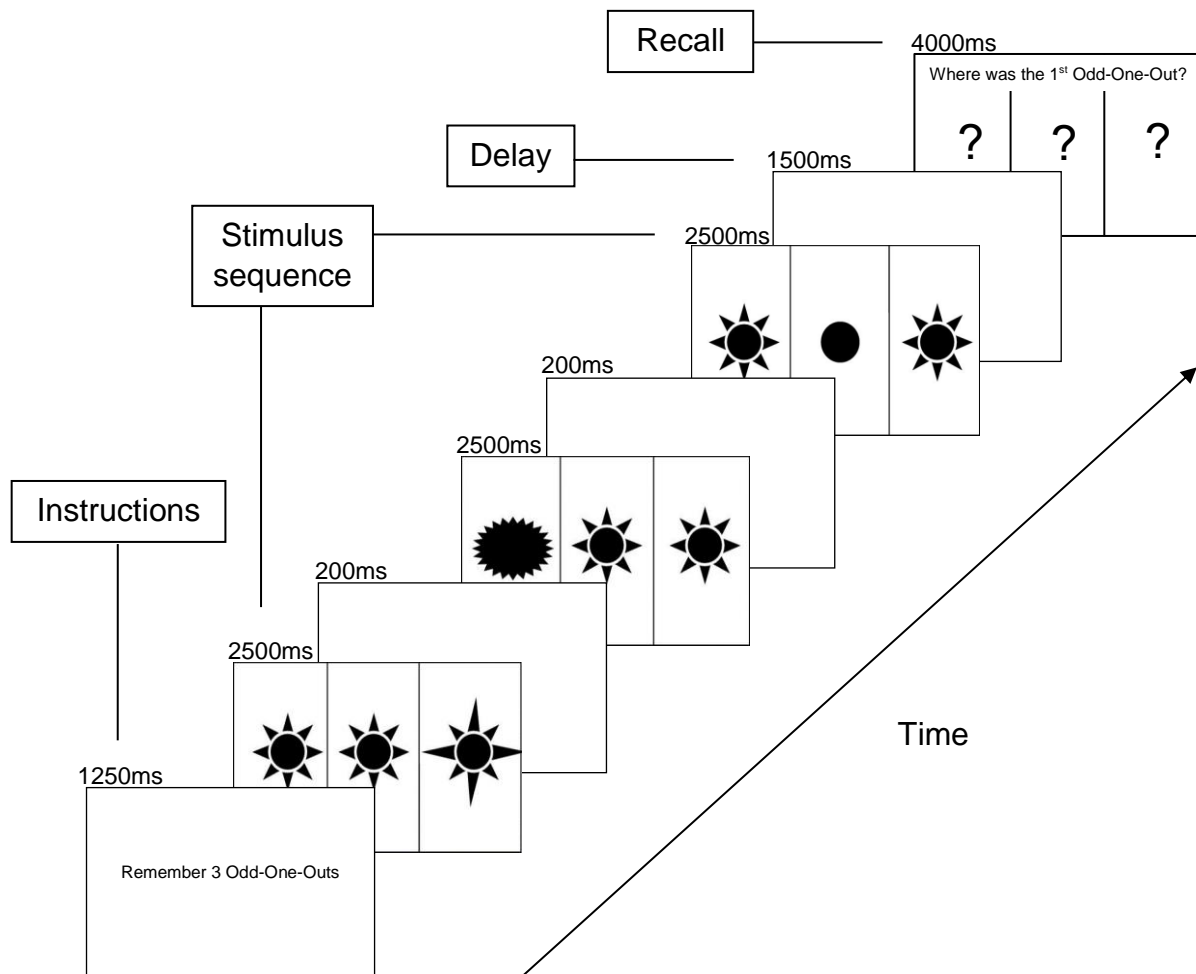 Recall
4000ms
Where was the 1st Odd-One-Out?
? ? ?
Delay
1500ms
Stimulus
sequence
2500ms
200ms
2500ms
Instructions
200ms
2500ms
Time
1250ms
Remember 3 Odd-One-Outs